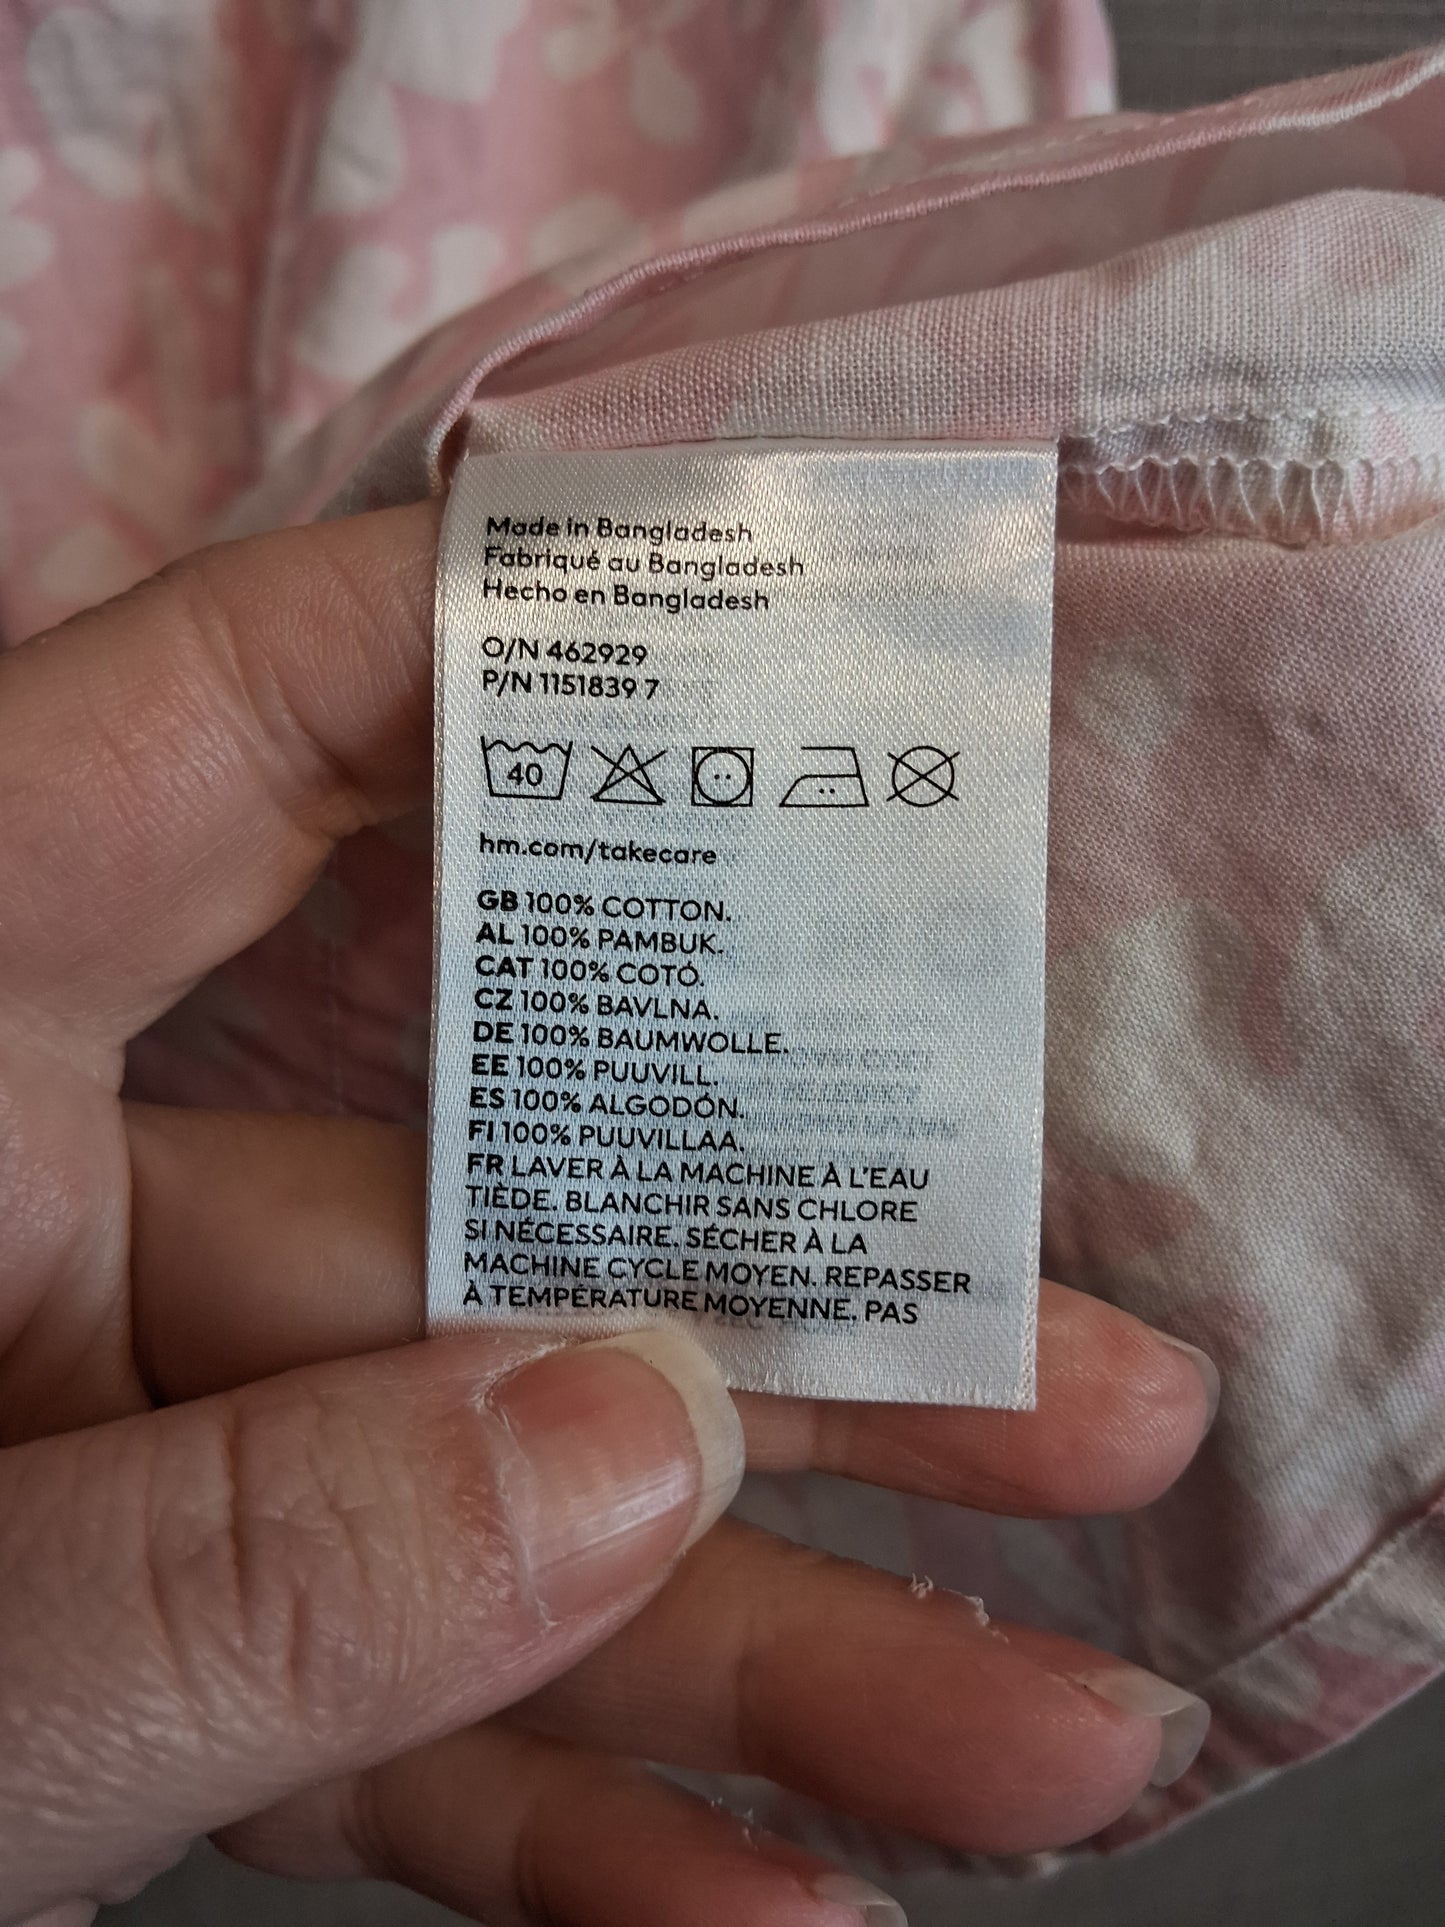 Made in Bangladesh
Fabriqué au Bangladesh
Hecho en Bangladesh
O/N 462929
P/N 1151839 7
40
hm.com/takecare
GB 100% COTTON.
AL 100% PAMBUK.
CAT 100% COTÓ.
CZ 100% BAVLNA.
DE 100% BAUMWOLLE.
EE 100% PUUVILL.
ES 100% ALGODÓN.
FI 100% PUUVILLAA.
FR LAVER À LA MACHINE À L'EAU
TIÈDE. BLANCHIR SANS CHLORE
SI NÉCESSAIRE. SÉCHER À LA
MACHINE CYCLE MOYEN. REPASSER
À TEMPÉRATURE MOYENNE. PAS